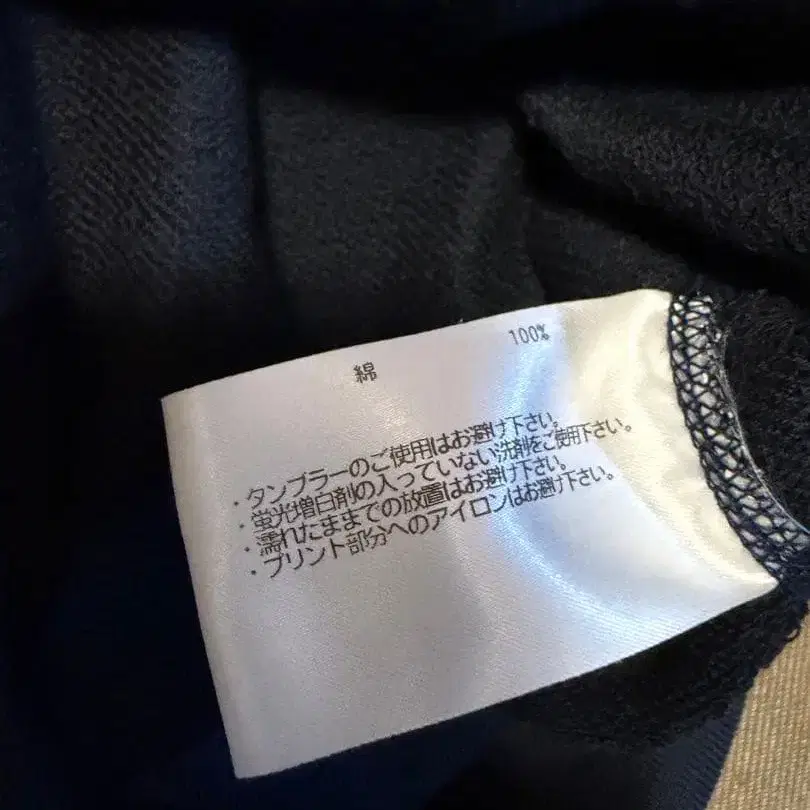 綿 100%
・タンブラーのご使用はお避け下さい。
・蛍光増白剤の入っていない洗剤をご使用下さい。
・濡れたままでの放置はお避け下さい。
・プリント部分へのアイロンはお避け下さい。